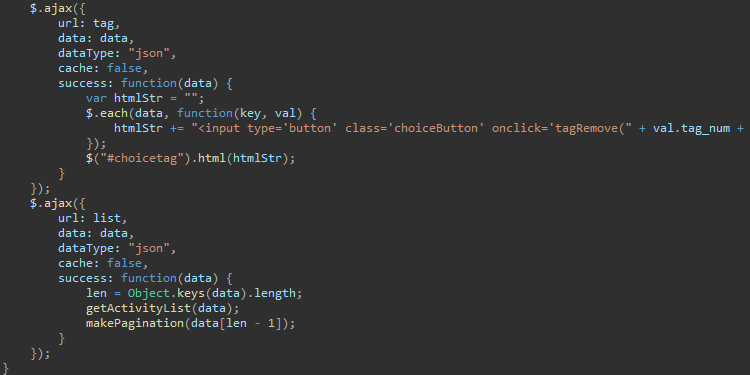 $.ajax({
url: tag,
data: data,
dataType: "json",
cache: false,
success: function(data) {
var htmlStr = "";
$.each(data, function(key, val) {
htmlStr += "<input type='button' class='choiceButton' onclick='tagRemove(" + val.tag_num +
});
$("#choicetag").html(htmlStr);
}
});
$.ajax({
url: list,
data: data,
dataType: "json",
cache: false,
success: function(data) {
len = Object.keys(data).length;
getActivityList(data);
makePagination(data[len - 1]);
}
});
}